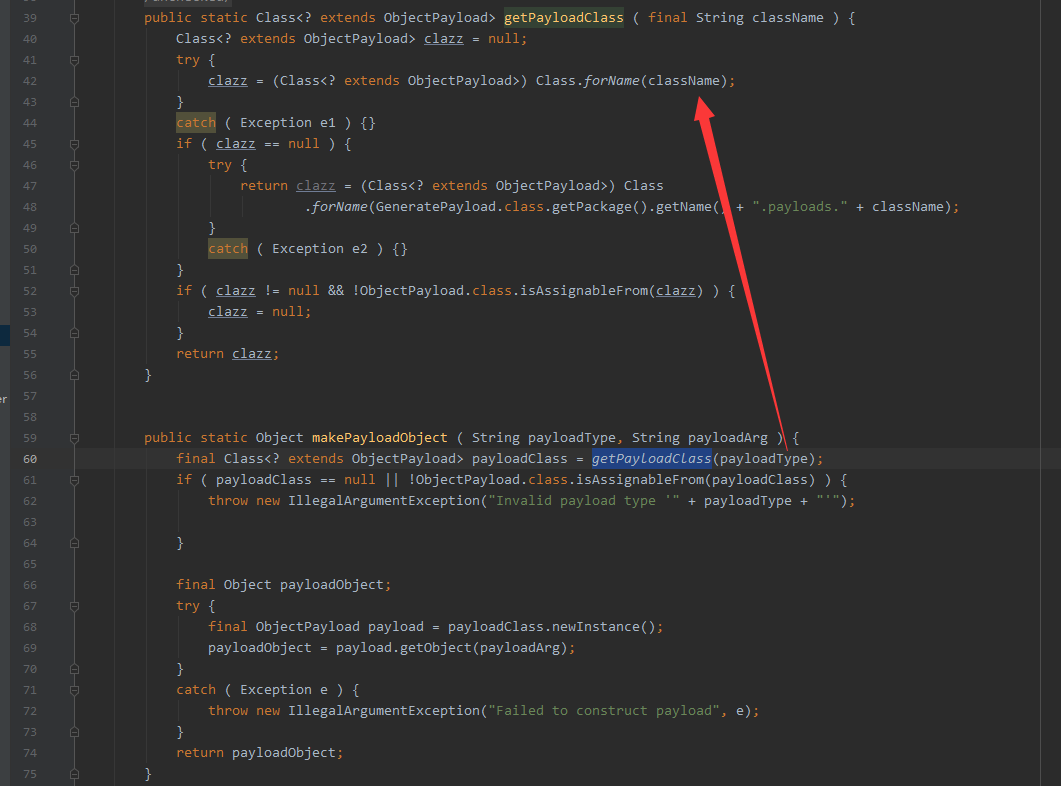 39 public static Class<? extends ObjectPayload> getPayloadClass ( final String className ) {
40 Class<? extends ObjectPayload> clazz = null;
41 try {
42 clazz = (Class<? extends ObjectPayload>) Class.forName(className);
43 }
44 catch ( Exception e1 ) {}
45 if ( clazz == null ) {
46 try {
47 return clazz = (Class<? extends ObjectPayload>) Class
48 .forName(GeneratePayload.class.getPackage().getName() + ".payloads." + className);
49 }
50 catch ( Exception e2 ) {}
51 }
52 if ( clazz != null && !ObjectPayload.class.isAssignableFrom(clazz) ) {
53 clazz = null;
54 }
55 return clazz;
56 }
er 57
58
59 public static Object makePayloadObject ( String payloadType, String payloadArg ) {
60 final Class<? extends ObjectPayload> payloadClass = getPayloadClass(payloadType);
61 if ( payloadClass == null || !ObjectPayload.class.isAssignableFrom(payloadClass) ) {
62 throw new IllegalArgumentException("Invalid payload type '" + payloadType + "'");
63
64 }
65
66 final Object payloadObject;
67 try {
68 final ObjectPayload payload = payloadClass.newInstance();
69 payloadObject = payload.getObject(payloadArg);
70 }
71 catch ( Exception e ) {
72 throw new IllegalArgumentException("Failed to construct payload", e);
73 }
74 return payloadObject;
75 }